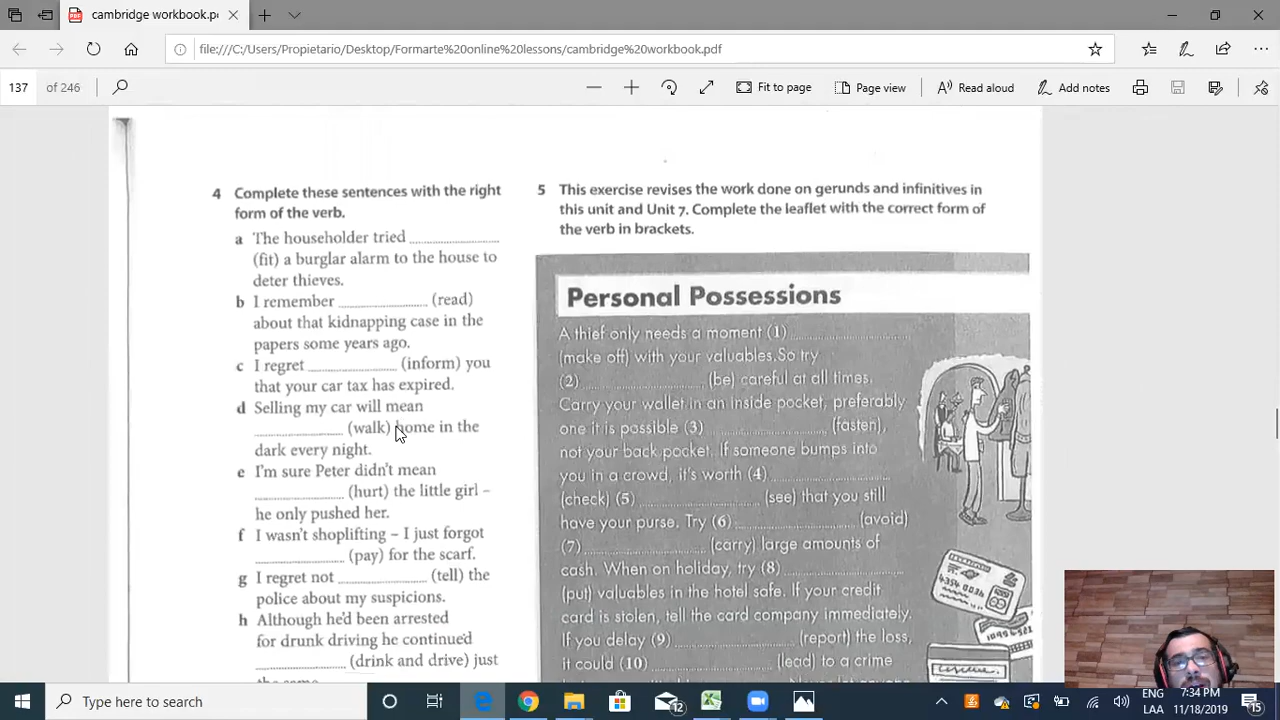 cambridge workbook.p
file:///C:/Users/Propietario/Desktop/Formarte%20online%20lessons/cambridge%20workbook.pdf
137 of 246
Fit to page
Page view
Read aloud
Add notes
4 Complete these sentences with the right
form of the verb.
a The householder tried
(fit) a burglar alarm to the house to
deter thieves.
b I remember (read)
about that kidnapping case in the
papers some years ago.
c I regret (inform) you
that your car tax has expired.
d Selling my car will mean
(walk) home in the
dark every night.
e I'm sure Peter didn't mean
(hurt) the little girl –
he only pushed her.
f I wasn't shoplifting – I just forgot
(pay) for the scarf.
g I regret not (tell) the
police about my suspicions.
h Although he'd been arrested
for drunk driving he continued
(drink and drive) just
5 This exercise revises the work done on gerunds and infinitives in
this unit and Unit 7. Complete the leaflet with the correct form of
the verb in brackets.
Personal Possessions
A thief only needs a moment (1)
(make off) with your valuables. So try
(2) (be) careful at all times.
Carry your wallet in an inside pocket, preferably
one it is possible (3) (fasten),
not your back pocket. If someone bumps into
you in a crowd, it's worth (4)
(check) (5) (see) that you still
have your purse. Try (6) (avoid)
(7) (carry) large amounts of
cash. When on holiday, try (8)
(put) valuables in the hotel safe. If your credit
card is stolen, tell the card company immediately.
If you delay (9) (report) the loss,
it could (10) (lead) to a crime
Type here to search
12
ENG
LAA
:34 PM
11/18/2019
15